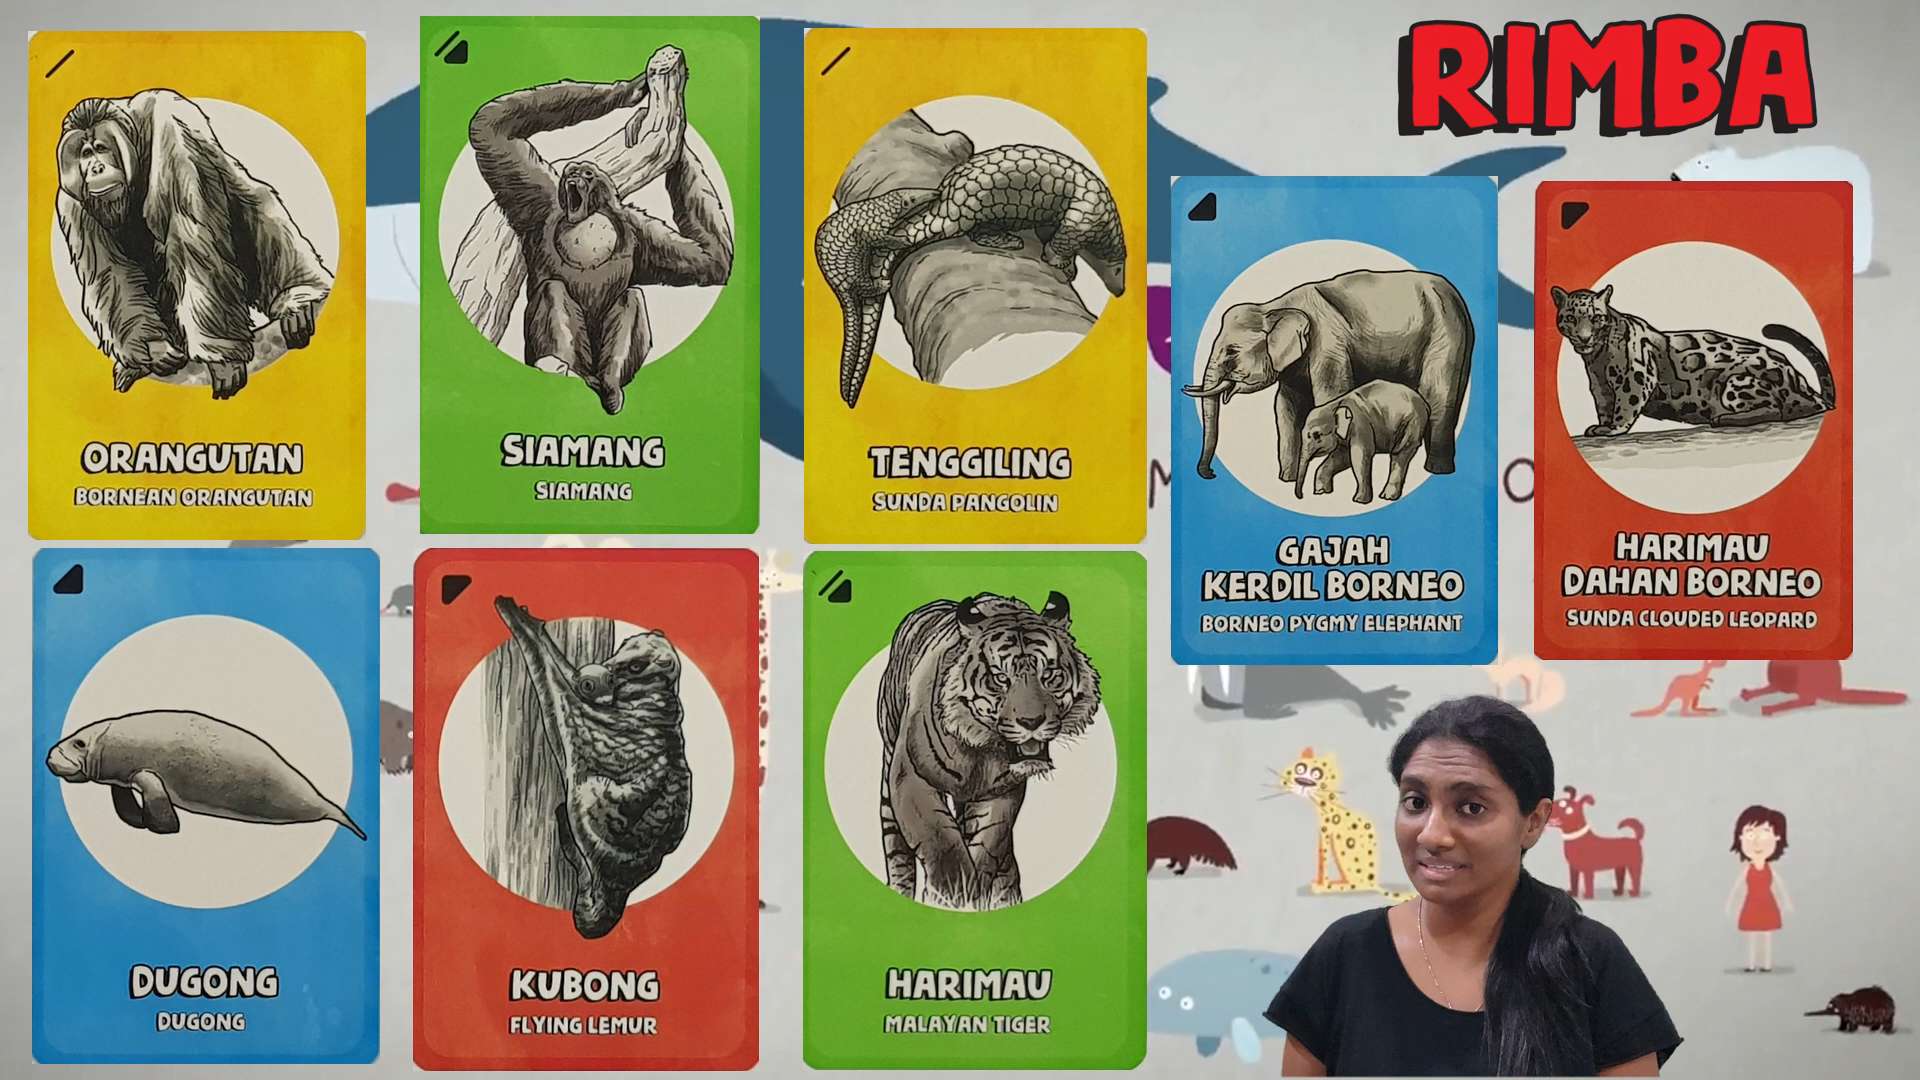 RIMBA
ORANGUTAN
BORNEAN ORANGUTAN
SIAMANG
SIAMANG
TENGGILING
SUNDA PANGOLIN
GAJAH
KERDIL BORNEO
BORNEO PYGMY ELEPHANT
HARIMAU
DAHAN BORNEO
SUNDA CLOUDED LEOPARD
DUGONG
DUGONG
KUBONG
FLYING LEMUR
HARIMAU
MALAYAN TIGER